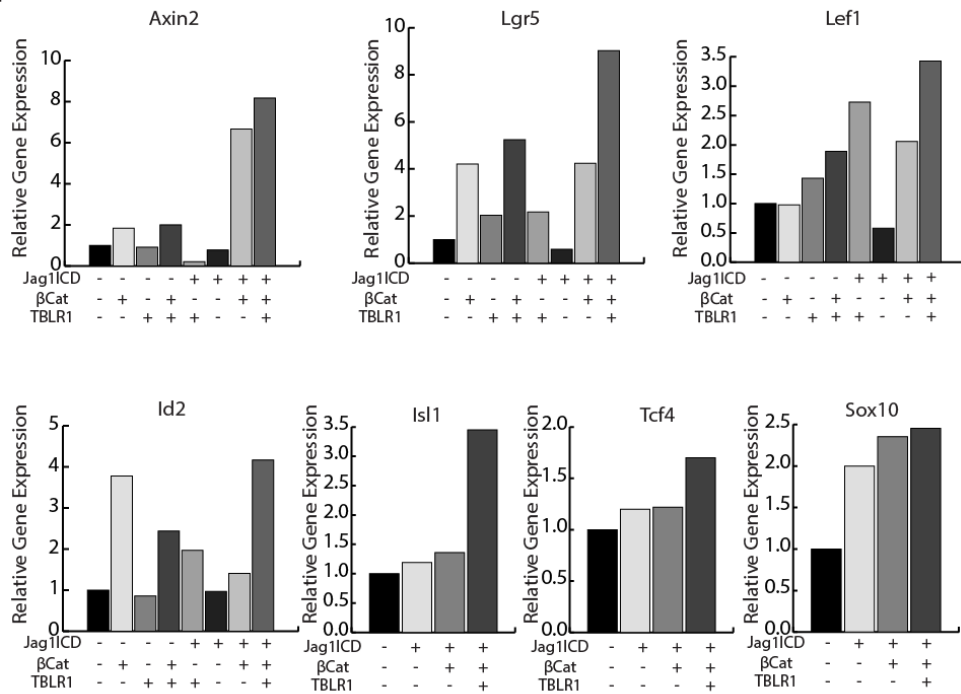 Axin2
Relative Gene Expression
10
8
6
4
2
0
Jag1ICD - - - - + + + +
βCat - + - + - - + +
TBLR1 - - + + + - - +
Lgr5
Relative Gene Expression
10
8
6
4
2
0
Jag1ICD - - - - + + + +
βCat - + - + - - + +
TBLR1 - - + + + - - +
Lef1
Relative Gene Expression
3.5
3.0
2.5
2.0
1.5
1.0
0.5
0.0
Jag1ICD - - - - + + + +
βCat - + - + - - + +
TBLR1 - - + + + - - +
Id2
Relative Gene Expression
5
4
3
2
1
0
Jag1ICD - - - - + + + +
βCat - + - + - - + +
TBLR1 - - + + + - - +
Isl1
Relative Gene Expression
3.5
3.0
2.5
2.0
1.5
1.0
0.5
0.0
Jag1ICD - + + +
βCat - - + +
TBLR1 - - - +
Tcf4
Relative Gene Expression
2.0
1.5
1.0
0.5
0.0
Jag1ICD - + + +
βCat - - + +
TBLR1 - - - +
Sox10
Relative Gene Expression
2.5
2.0
1.5
1.0
0.5
0.0
Jag1ICD - + + +
βCat - - + +
TBLR1 - - - +